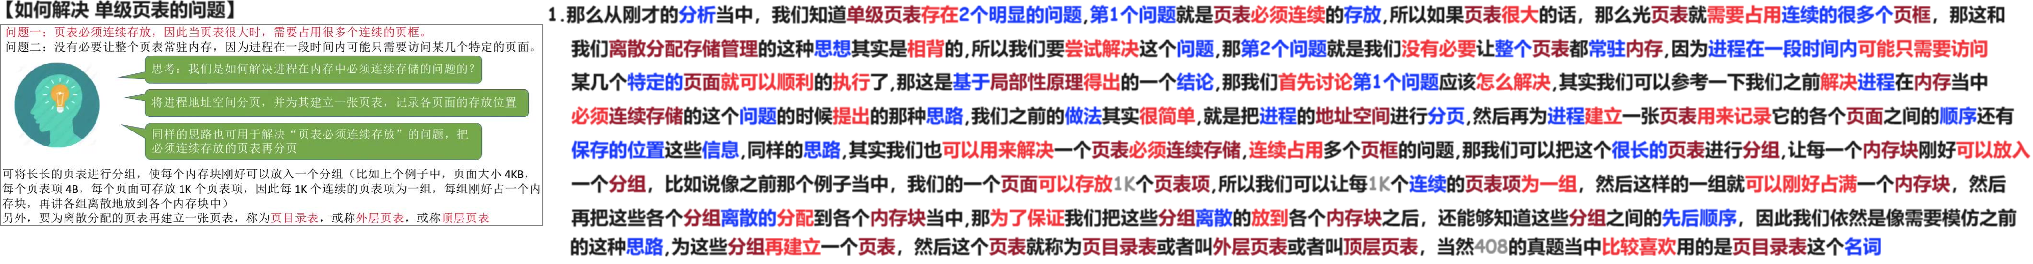 【如何解决 单级页表的问题】
问题一：页表必须连续存放，因此当页表很大时，需要占用很多个连续的页框。
问题二：没有必要让整个页表常驻内存，因为进程在一段时间内可能只需要访问某几个特定的页面。
思考：我们是如何解决进程在内存中必须连续存储的问题的？
将进程地址空间分页，并为其建立一张页表，记录各页面的存放位置
同样的思路也可用于解决“页表必须连续存放”的问题，把
必须连续存放的页表再分页
可将长长的页表进行分组，使每个内存块刚好可以放入一个分组（比如上个例子中，页面大小 4KB，
每个页表项 4B，每个页面可存放 1K 个页表项，因此每 1K 个连续的页表项为一组，每组刚好占一个内
存块，再讲各组离散地放到各个内存块中）
另外，要为离散分配的页表再建立一张页表，称为页目录表，或称外层页表，或称顶层页表
1.那么从刚才的分析当中，我们知道单级页表存在2个明显的问题,第1个问题就是页表必须连续的存放,所以如果页表很大的话，那么光页表就需要占用连续的很多个页框，那这和
我们离散分配存储管理的这种思想其实是相背的,所以我们要尝试解决这个问题,那第2个问题就是我们没有必要让整个页表都常驻内存,因为进程在一段时间内可能只需要访问
某几个特定的页面就可以顺利的执行了,那这是基于局部性原理得出的一个结论,那我们首先讨论第1个问题应该怎么解决,其实我们可以参考一下我们之前解决进程在内存当中
必须连续存储的这个问题的时候提出的那种思路,我们之前的做法其实很简单,就是把进程的地址空间进行分页,然后再为进程建立一张页表用来记录它的各个页面之间的顺序还有
保存的位置这些信息,同样的思路,其实我们也可以用来解决一个页表必须连续存储,连续占用多个页框的问题,那我们可以把这个很长的页表进行分组,让每一个内存块刚好可以放入
一个分组，比如说像之前那个例子当中，我们的一个页面可以存放1K个页表项,所以我们可以让每1K个连续的页表项为一组，然后这样的一组就可以刚好占满一个内存块，然后
再把这些各个分组离散的分配到各个内存块当中,那为了保证我们把这些分组离散的放到各个内存块之后，还能够知道这些分组之间的先后顺序，因此我们依然是像需要模仿之前
的这种思路,为这些分组再建立一个页表，然后这个页表就称为页目录表或者叫外层页表或者叫顶层页表，当然408的真题当中比较喜欢用的是页目录表这个名词